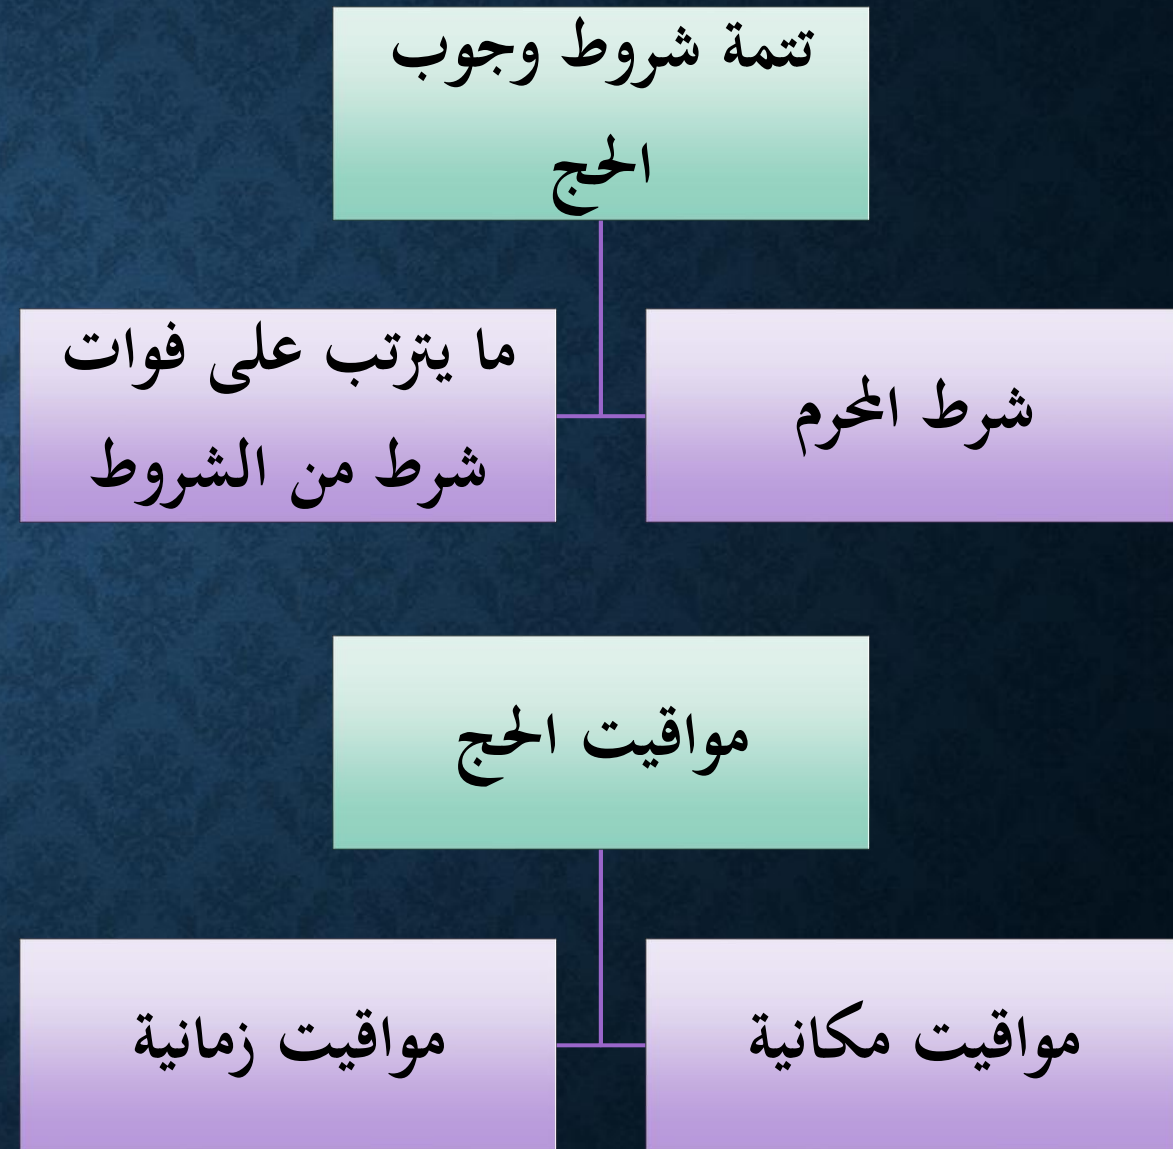 تتمة شروط وجوب
الحج
شرط المحرم
ما يترتب على فوات
شرط من الشروط
مواقيت الحج
مواقيت مكانية
مواقيت زمانية